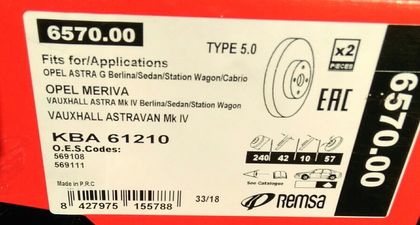 6570.00
TYPE 5.0
x2
PIECES
Fits for/Applications
OPEL ASTRA G Berlina/Sedan/Station Wagon/Cabrio
OPEL MERIVA
VAUXHALL ASTRA Mk IV Berlina/Sedan/Station Wagon
VAUXHALL ASTRAVAN Mk IV
EAC
KBA 61210
O.E.S.Codes:
569108
569111
240 42 10 57
See Catalogue
Made in P.R.C
33/18
8 427975 155788
Remsa
6570.00